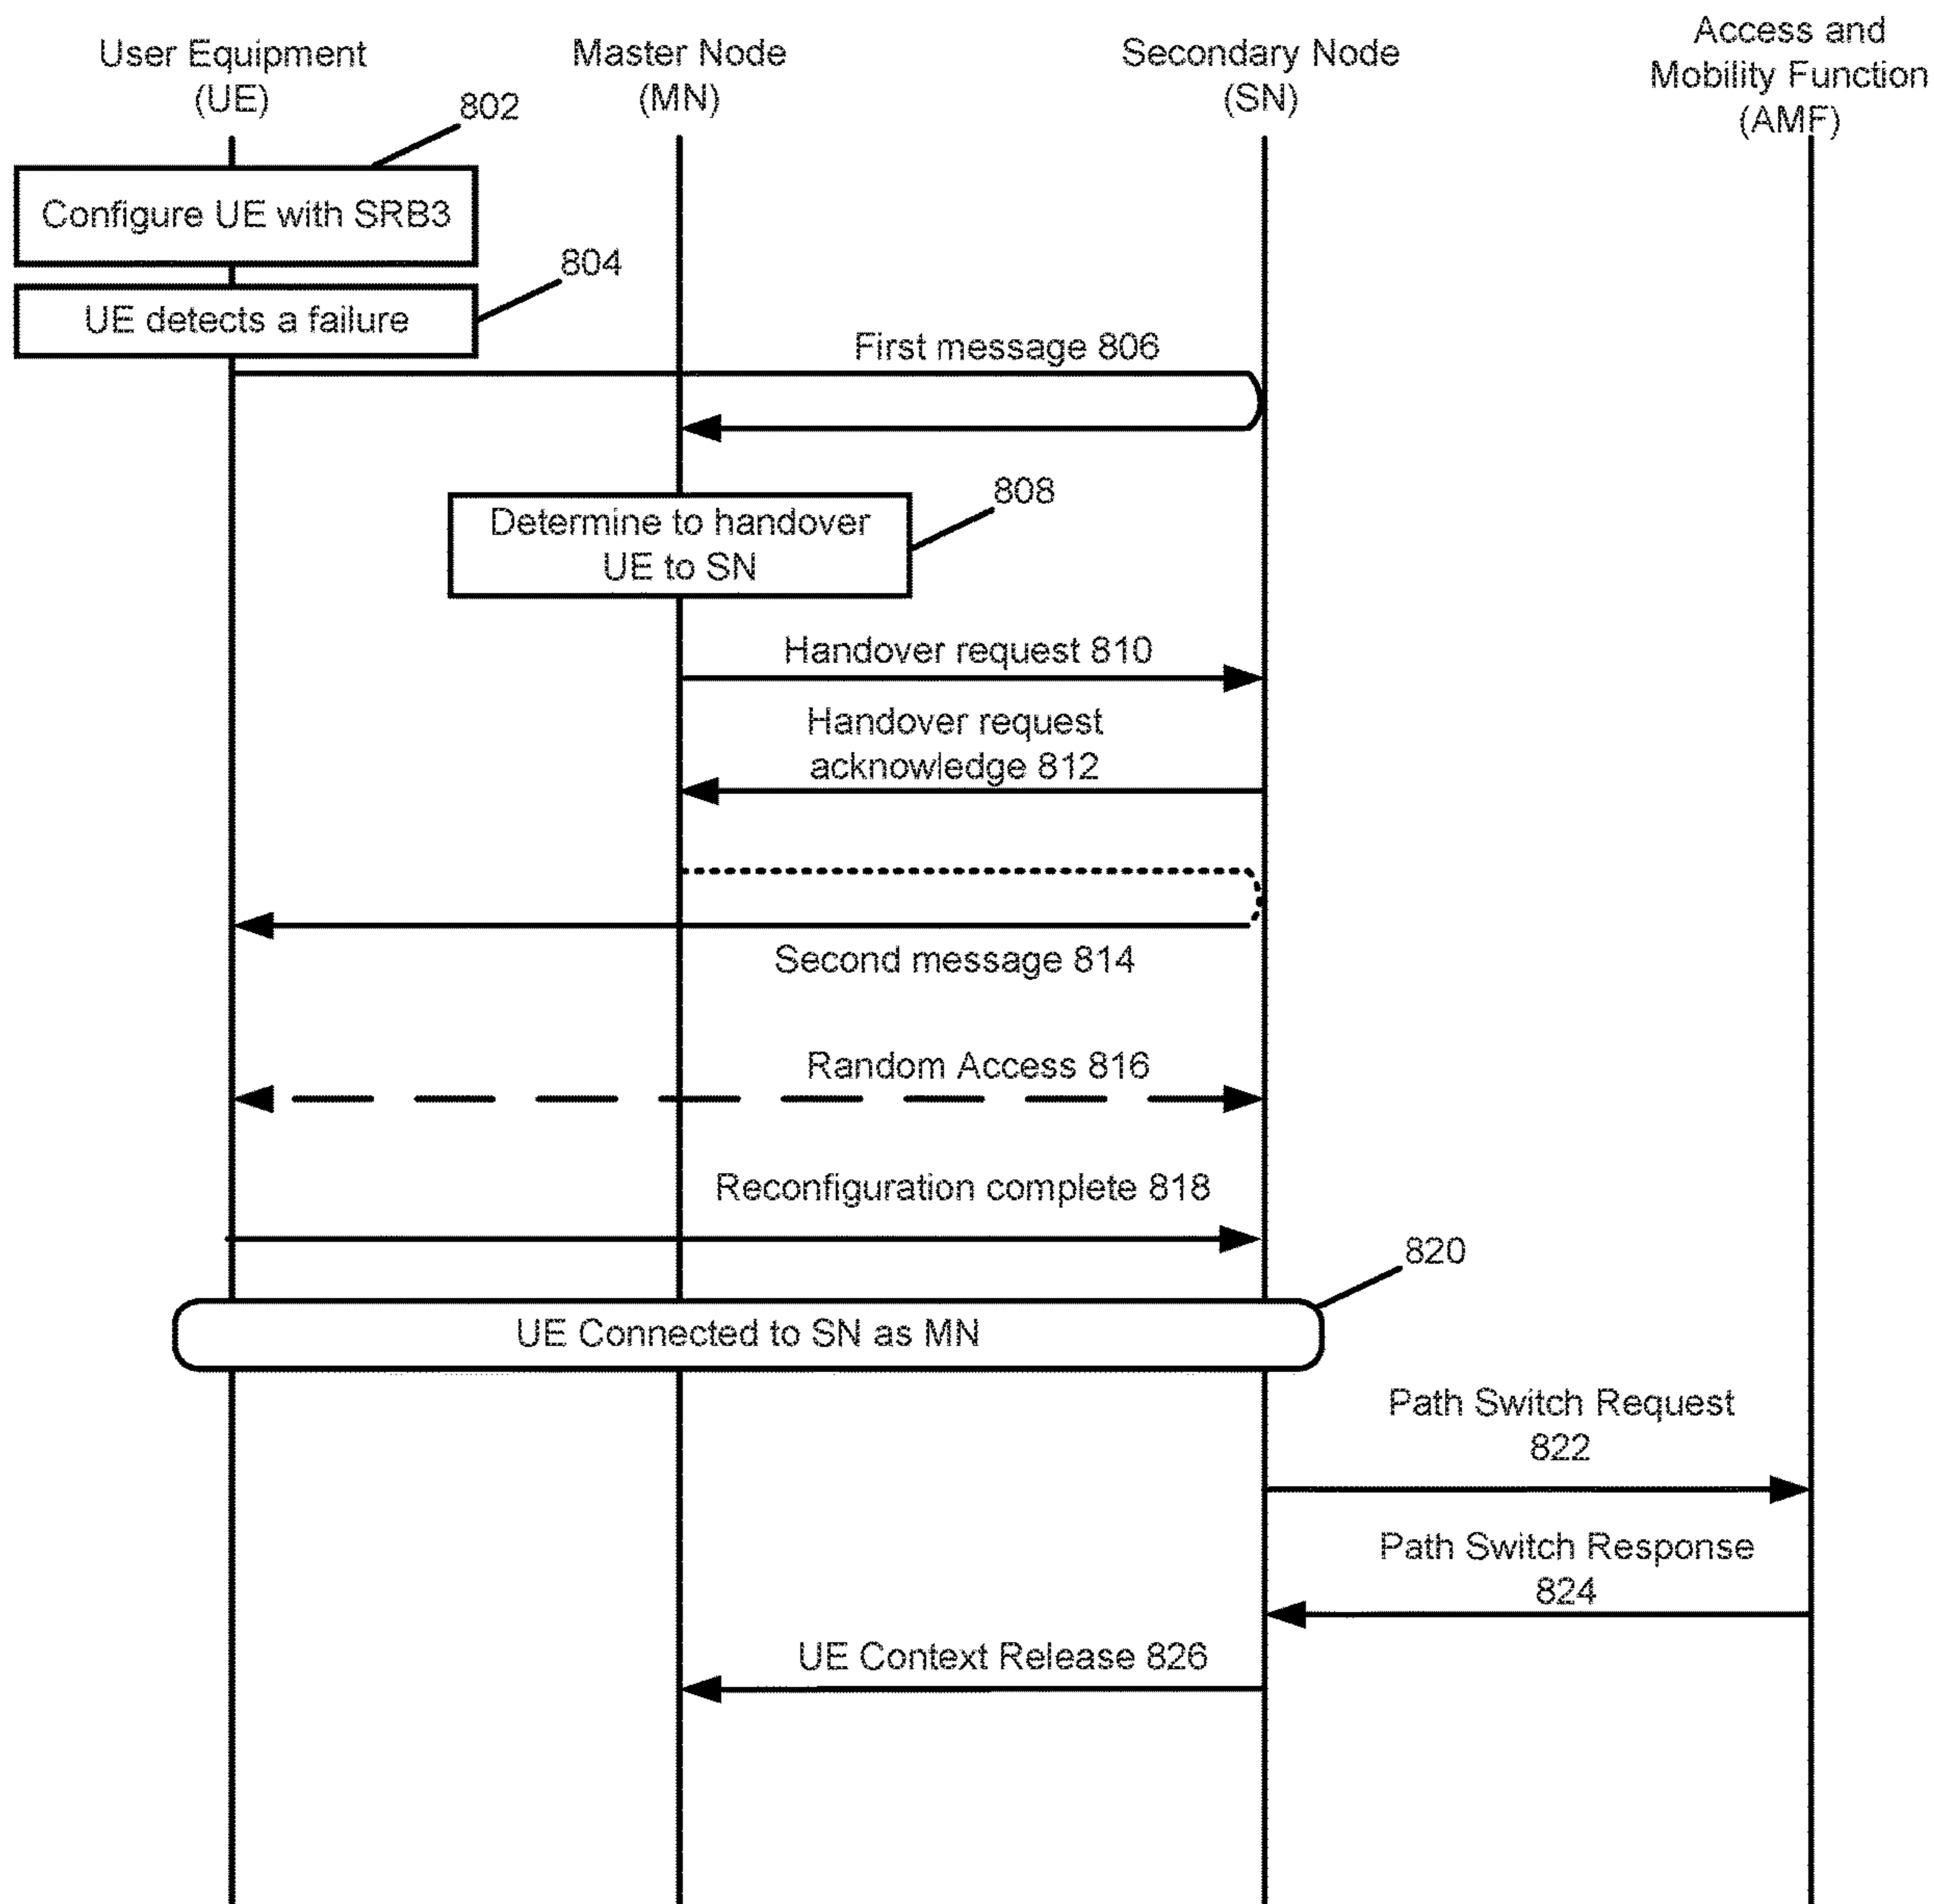 User Equipment
(UE)
Master Node
(MN)
Secondary Node
(SN)
Access and
Mobility Function
(AMF)
802
Configure UE with SRB3
804
UE detects a failure
First message 806
808
Determine to handover
UE to SN
Handover request 810
Handover request
acknowledge 812
Second message 814
Random Access 816
Reconfiguration complete 818
820
UE Connected to SN as MN
Path Switch Request
822
Path Switch Response
824
UE Context Release 826